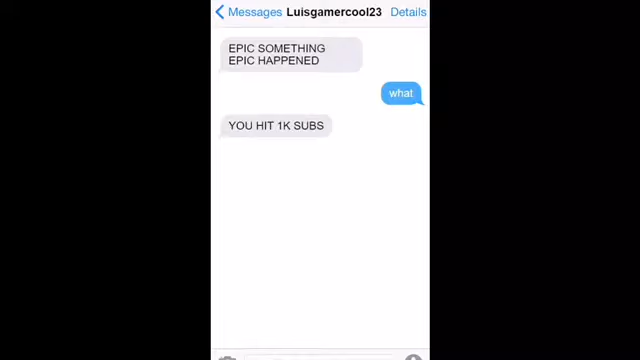 Messages Luisgamercool23 Details
EPIC SOMETHING
EPIC HAPPENED
what
YOU HIT 1K SUBS